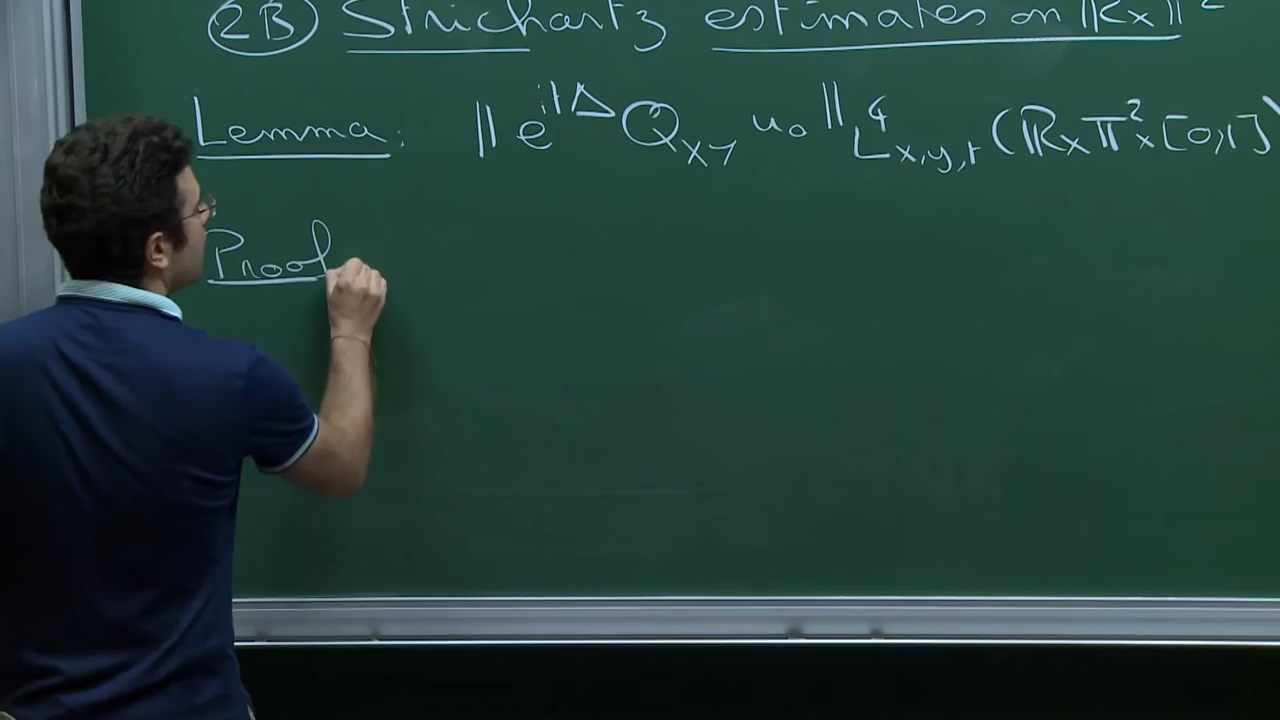 (2B) Strichartz estimates on ℝ×𝕋²
Lemma: ‖e^{itΔ} Q_{xy} u₀‖_{L⁴_{x,y,t}(ℝ×𝕋²×[0,1])}
Proof